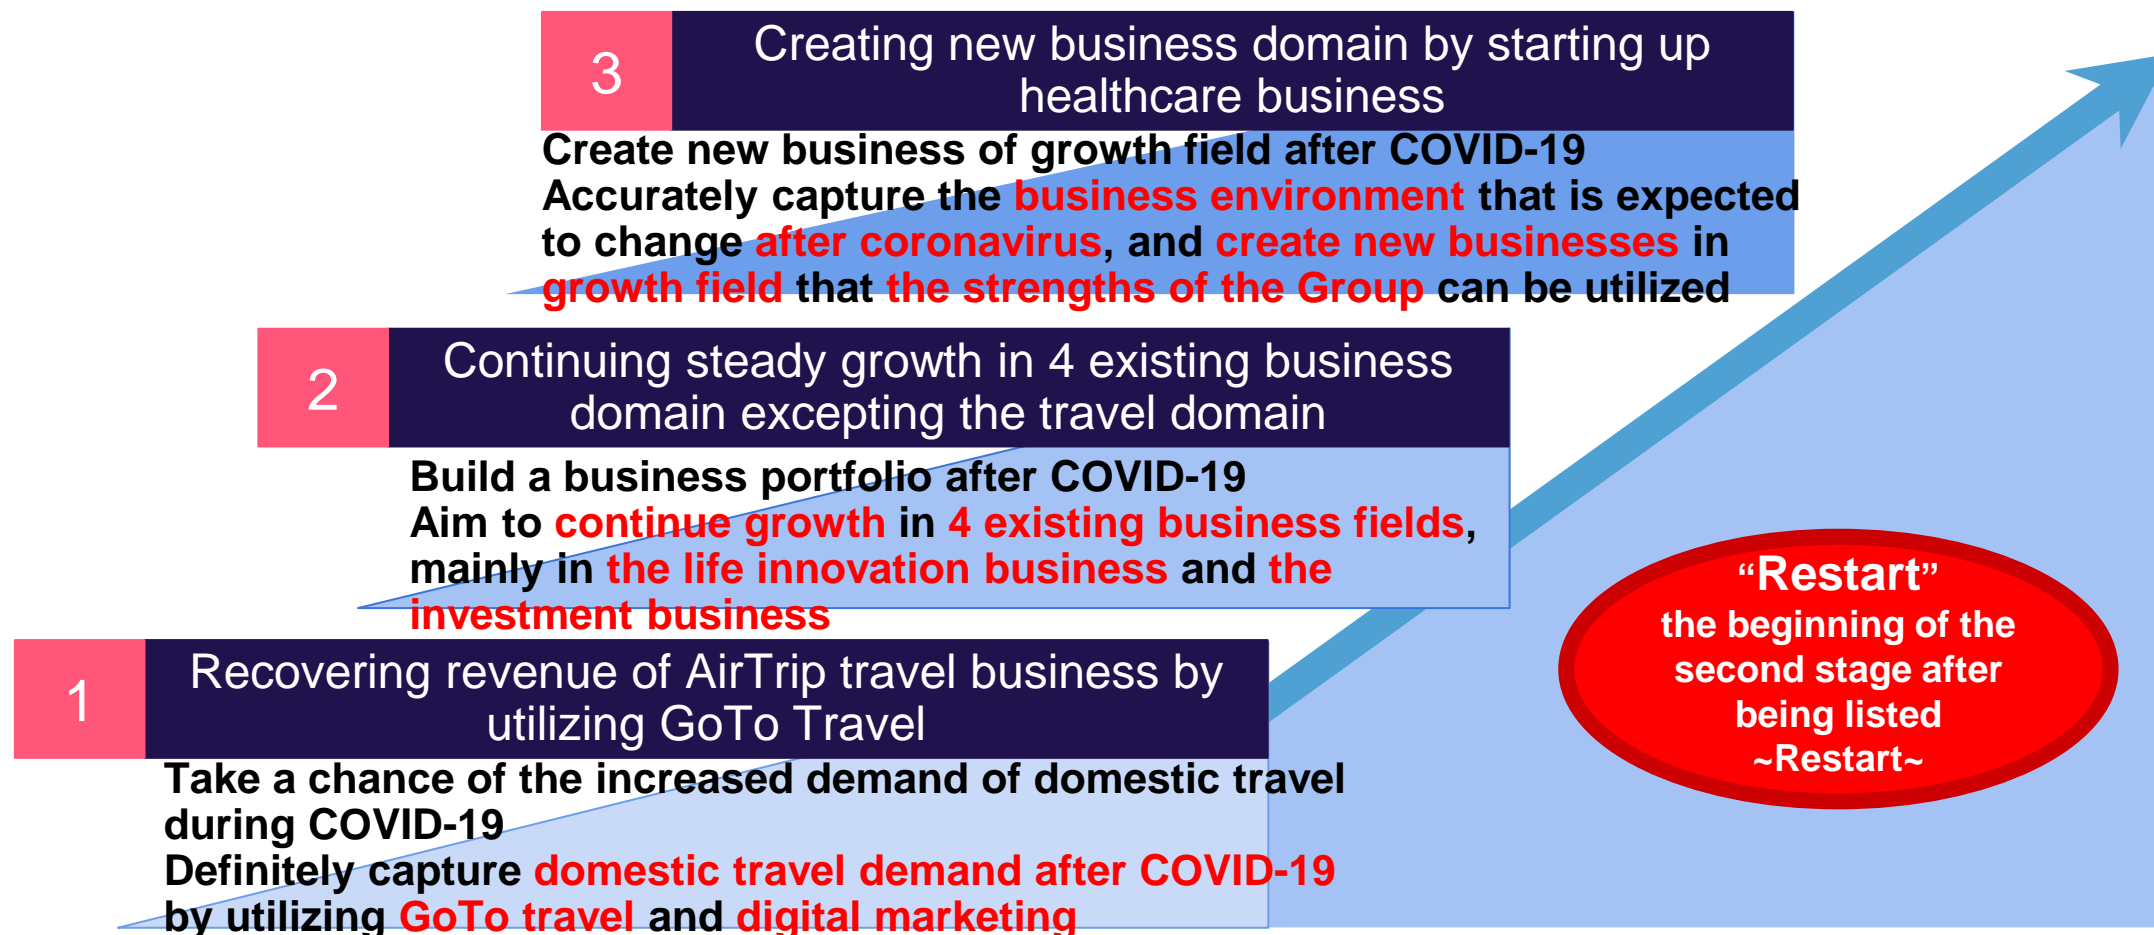 3
Creating new business domain by starting up
healthcare business
Create new business of growth field after COVID-19
Accurately capture the business environment that is expected
to change after coronavirus, and create new businesses in
growth field that the strengths of the Group can be utilized
2
Continuing steady growth in 4 existing business
domain excepting the travel domain
Build a business portfolio after COVID-19
Aim to continue growth in 4 existing business fields,
mainly in the life innovation business and the
investment business
1
Recovering revenue of AirTrip travel business by
utilizing GoTo Travel
Take a chance of the increased demand of domestic travel
during COVID-19
Definitely capture domestic travel demand after COVID-19
by utilizing GoTo travel and digital marketing
“Restart”
the beginning of the
second stage after
being listed
~Restart~